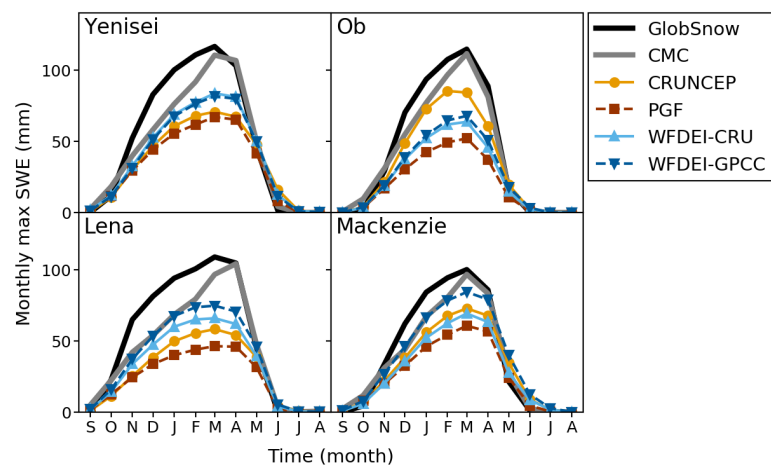 Yenisei
Ob
GlobSnow
CMC
CRUNCEP
PGF
WFDEI-CRU
WFDEI-GPCC
100
50
0
Monthly max SWE (mm)
Lena
Mackenzie
100
50
0
S O N D J F M A M J J A
S O N D J F M A M J J A
Time (month)